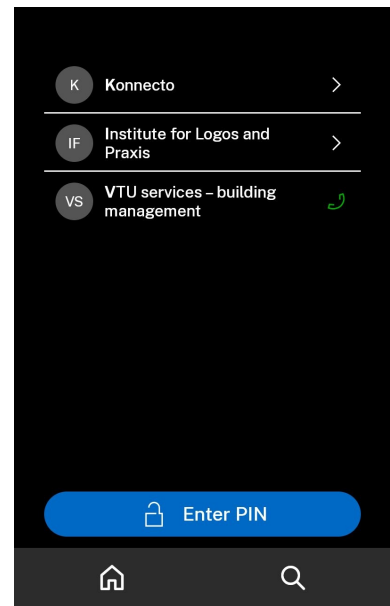 K
Konnecto
IF
Institute for Logos and
Praxis
VS
VTU services – building
management
Enter PIN